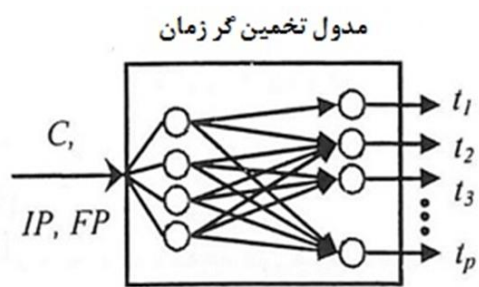 مدول تخمین گر زمان
C,
IP, FP
t1
t2
t3
tp